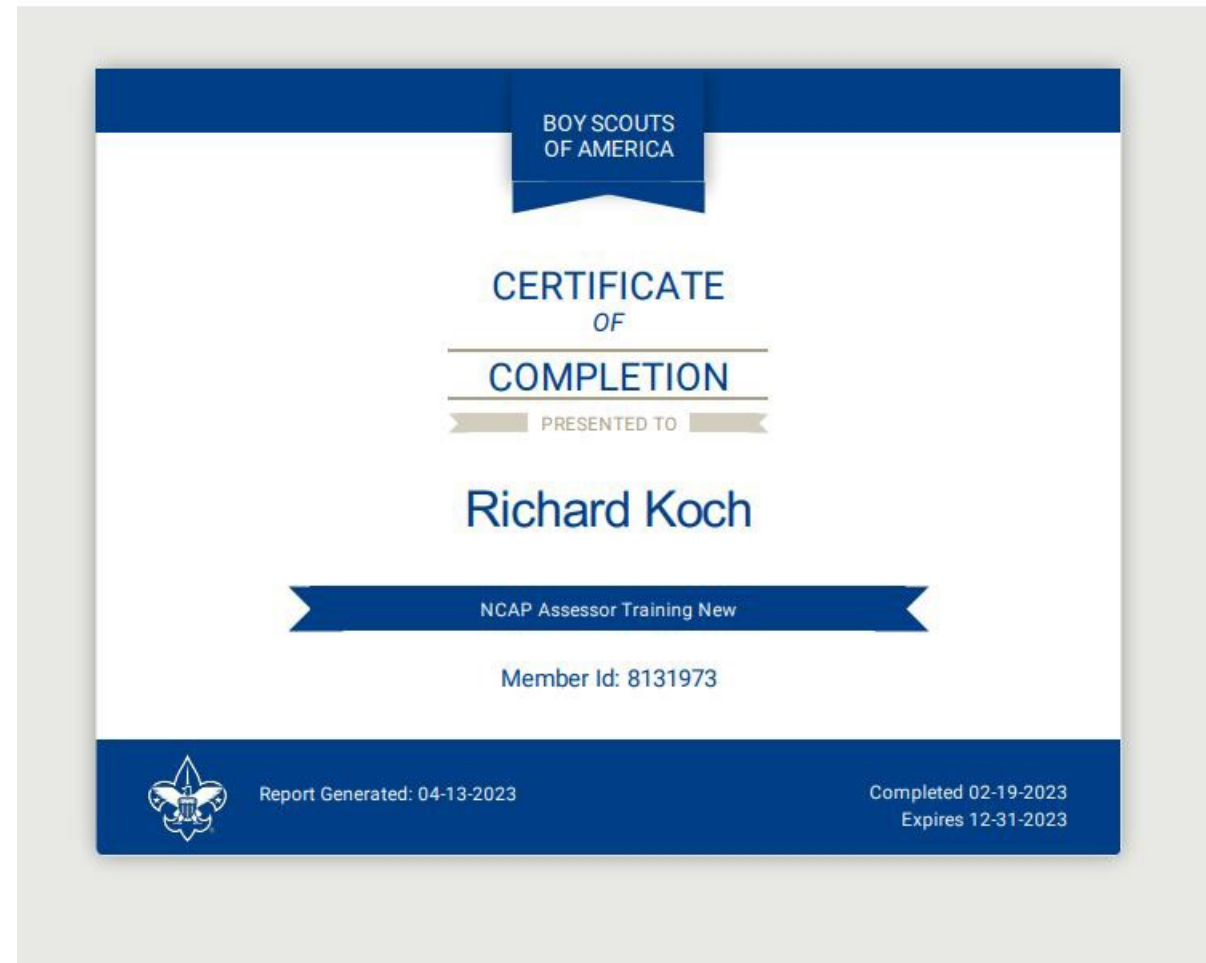 BOY SCOUTS
OF AMERICA
CERTIFICATE
OF
COMPLETION
PRESENTED TO
Richard Koch
NCAP Assessor Training New
Member Id: 8131973
Report Generated: 04-13-2023
Completed 02-19-2023
Expires 12-31-2023